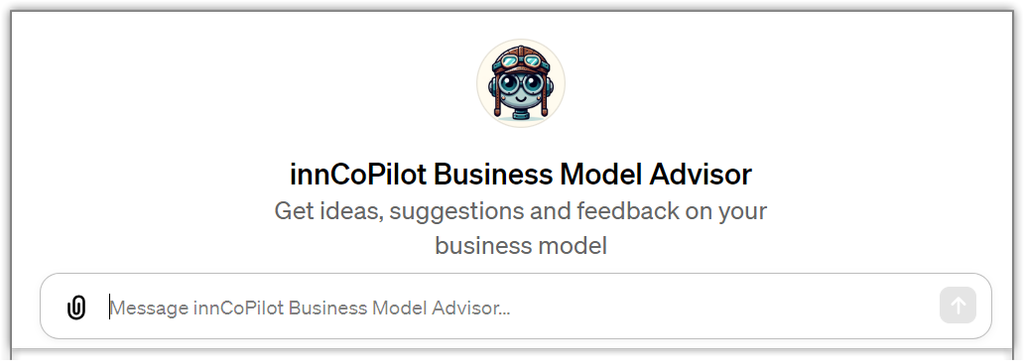 innCoPilot Business Model Advisor
Get ideas, suggestions and feedback on your
business model
Message innCoPilot Business Model Advisor...